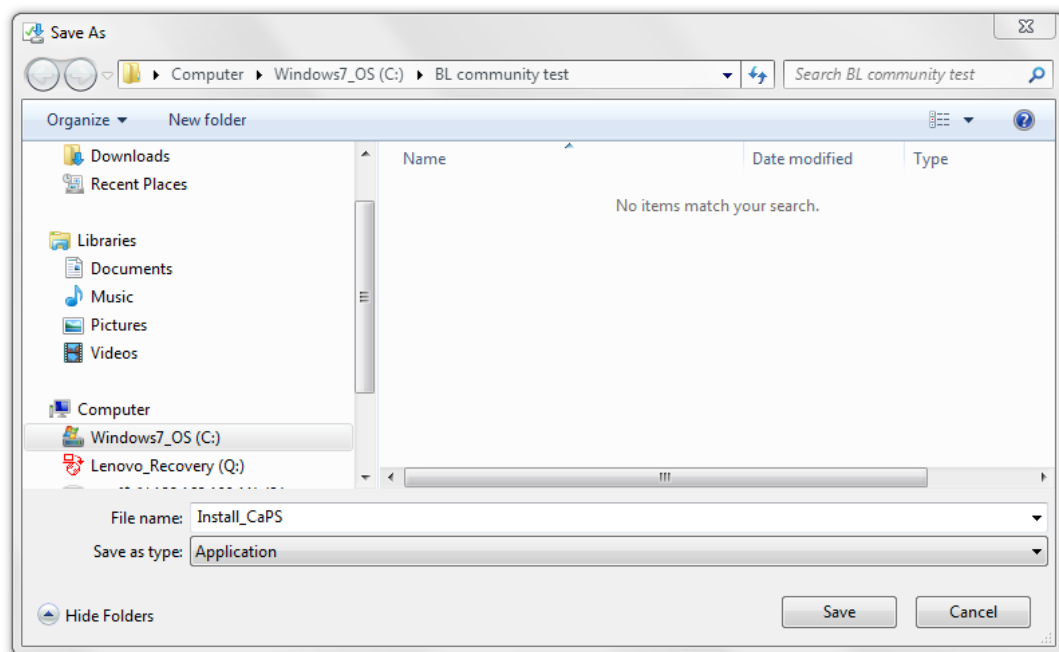 Save As
Computer ▸ Windows7_OS (C:) ▸ BL community test
Search BL community test
Organize New folder
Downloads
Recent Places
Libraries
Documents
Music
Pictures
Videos
Computer
Windows7_OS (C:)
Lenovo_Recovery (Q:)
Name Date modified Type
No items match your search.
File name: Install_CaPS
Save as type: Application
Hide Folders
Save Cancel